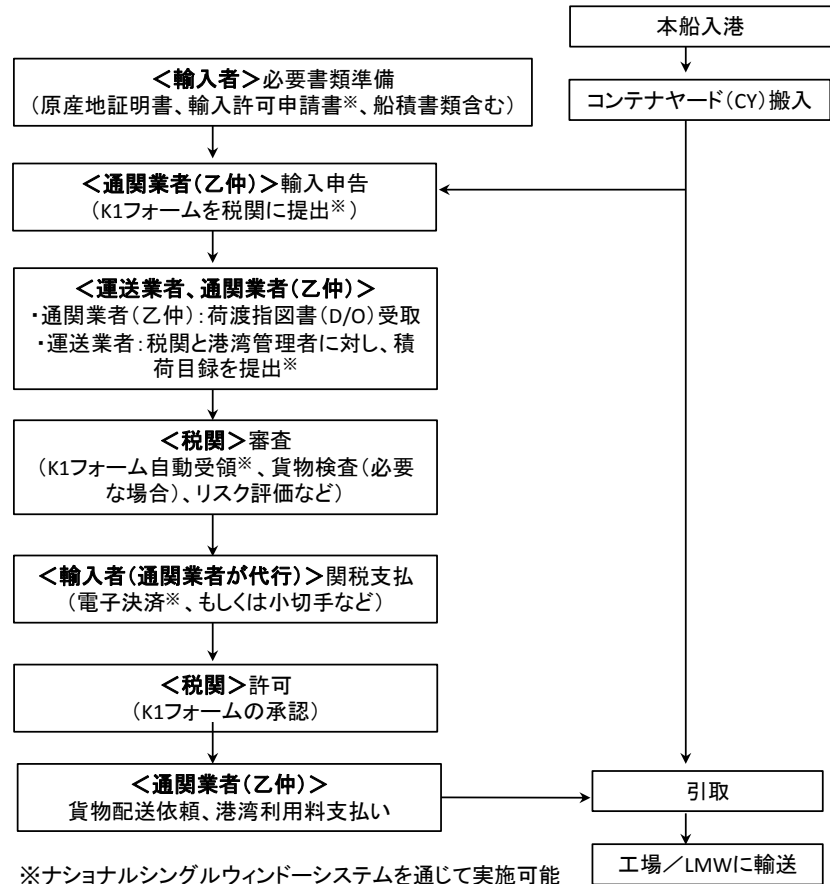 本船入港
コンテナヤード(CY)搬入
＜輸入者＞必要書類準備
(原産地証明書、輸入許可申請書※、船積書類含む)
＜通関業者(乙仲)＞輸入申告
(K1フォームを税関に提出※)
＜運送業者、通関業者(乙仲)＞
・通関業者(乙仲):荷渡指図書(D/O)受取
・運送業者:税関と港湾管理者に対し、積
荷目録を提出※
＜税関＞審査
(K1フォーム自動受領※、貨物検査(必要
な場合)、リスク評価など)
＜輸入者(通関業者が代行)＞関税支払
(電子決済※、もしくは小切手など)
＜税関＞許可
(K1フォームの承認)
＜通関業者(乙仲)＞
貨物配送依頼、港湾利用料支払い
引取
工場／LMWに輸送
※ナショナルシングルウィンドーシステムを通じて実施可能